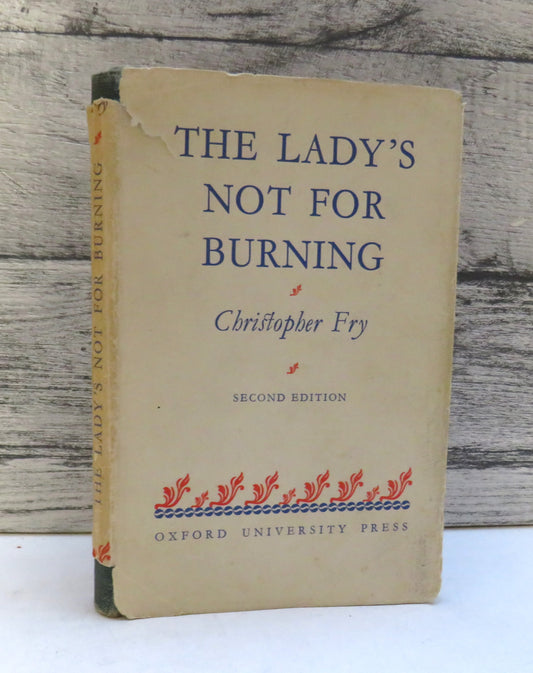 THE LADY'S
NOT FOR
BURNING
Christopher Fry
SECOND EDITION
OXFORD UNIVERSITY PRESS
THE LADY'S NOT FOR BURNING